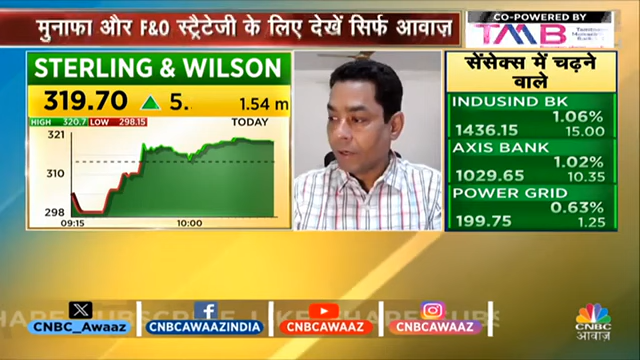 मुनाफा और F&O स्ट्रैटेजी के लिए देखें सिर्फ आवाज़
CO-POWERED BY
TMB
STERLING & WILSON
319.70 ▲ 5. 1.54 m
HIGH 320.7 LOW 298.15 TODAY
321
310
298
09:15 10:00
सेंसेक्स में चढ़ने
वाले
INDUSIND BK
1.06%
1436.15 15.00
AXIS BANK
1.02%
1029.65 10.35
POWER GRID
0.63%
199.75 1.25
CNBC_Awaaz
CNBCAWAAZINDIA
CNBCAWAAZ
CNBCAWAAZ
CNBC
आवाज़